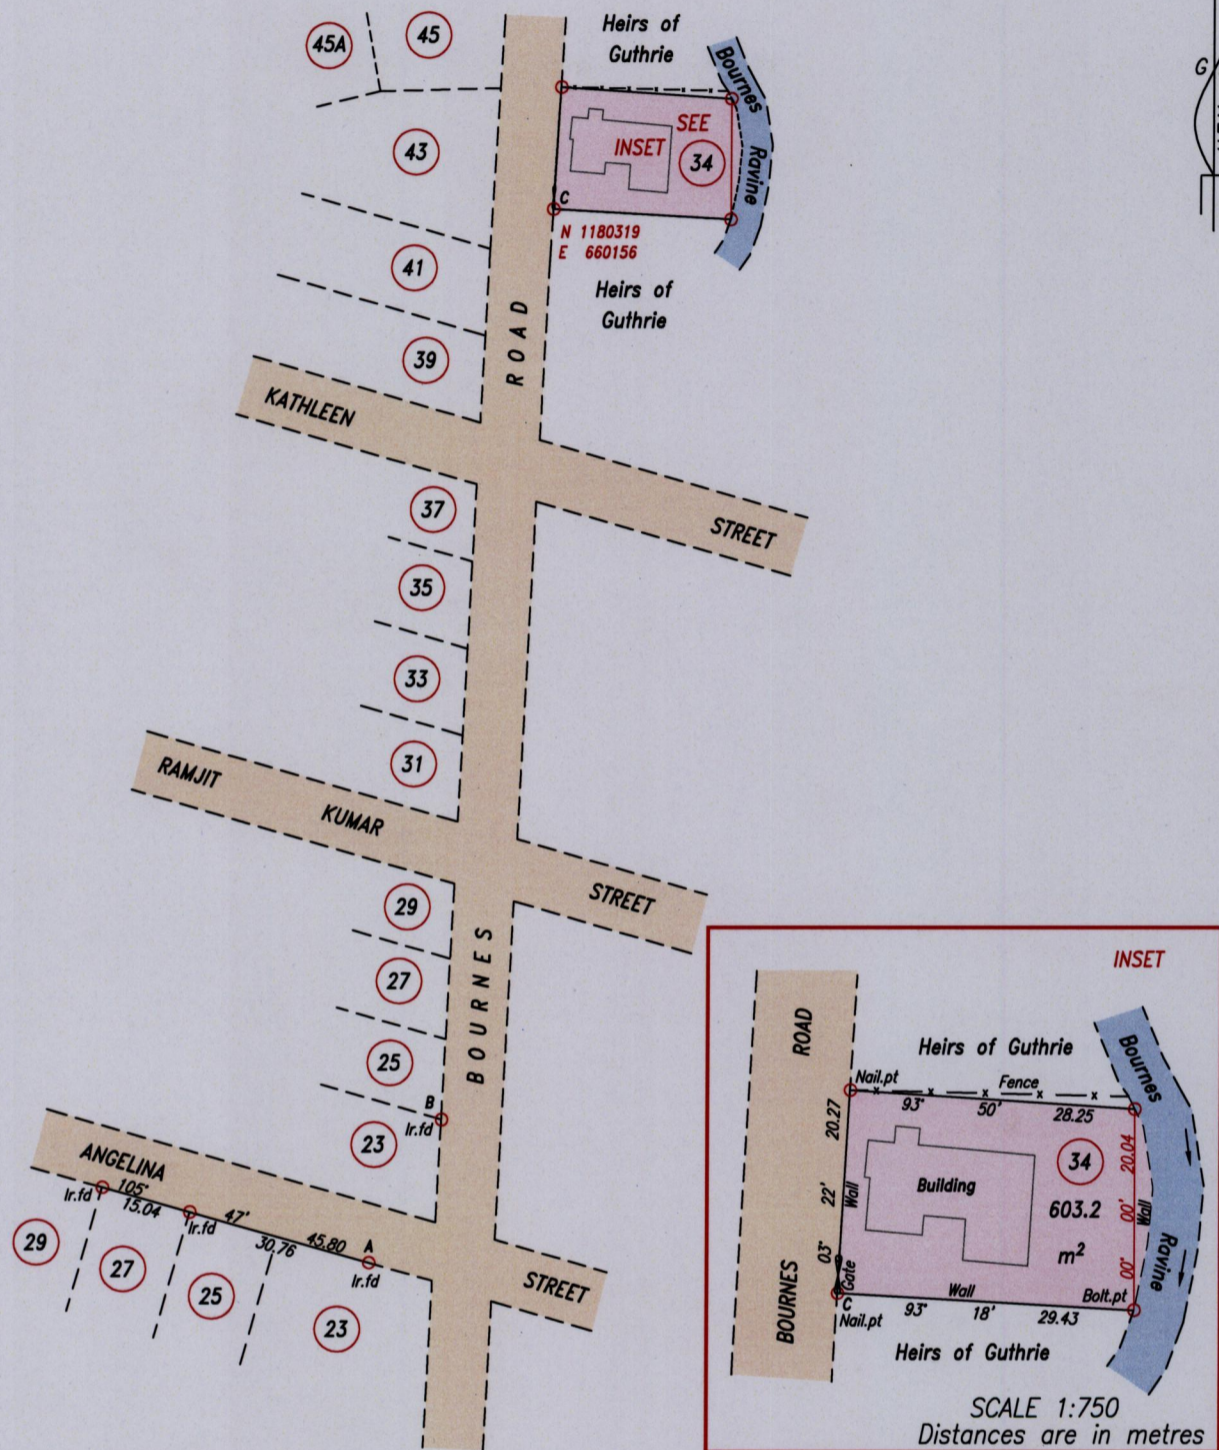 45A
45
Heirs of
Guthrie
G
Bournes
Ravine
43
INSET
SEE
34
C
N 1180319
E 660156
41
Heirs of
Guthrie
39
ROAD
KATHLEEN
STREET
37
35
33
31
RAMJIT
KUMAR
STREET
29
27
25
BOURNES
B
Ir.fd
23
ANGELINA
STREET
Ir.fd
105°
15.04
Ir.fd
47'
30.76
45.80
A
Ir.fd
29
27
25
23
INSET
ROAD
BOURNES
Heirs of Guthrie
Bournes
Ravine
Nail.pt
Fence
93°
50'
28.25
20.27
22'
03°
Wall
Gate
34
Building
603.2
m²
20.04
00'
00°
Wall
Wall
Bolt.pt
C
Nail.pt
93°
18'
29.43
Heirs of Guthrie
SCALE 1:750
Distances are in metres